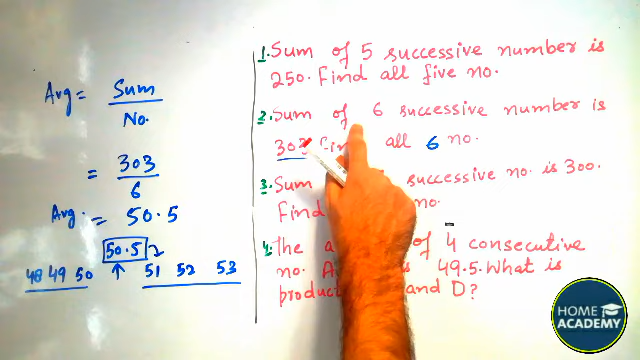 Avg = Sum
No.
= 303
6
Avg. = 50.5
50.5
48 49 50 ↑ 51 52 53
1. Sum of 5 successive number is
250. Find all five no.
2. Sum of 6 successive number is
303 Find all 6 no.
3. Sum successive no. is 300.
Find no.
4. The of 4 consecutive
no. A 49.5. What is
product and D?
HOME
ACADEMY